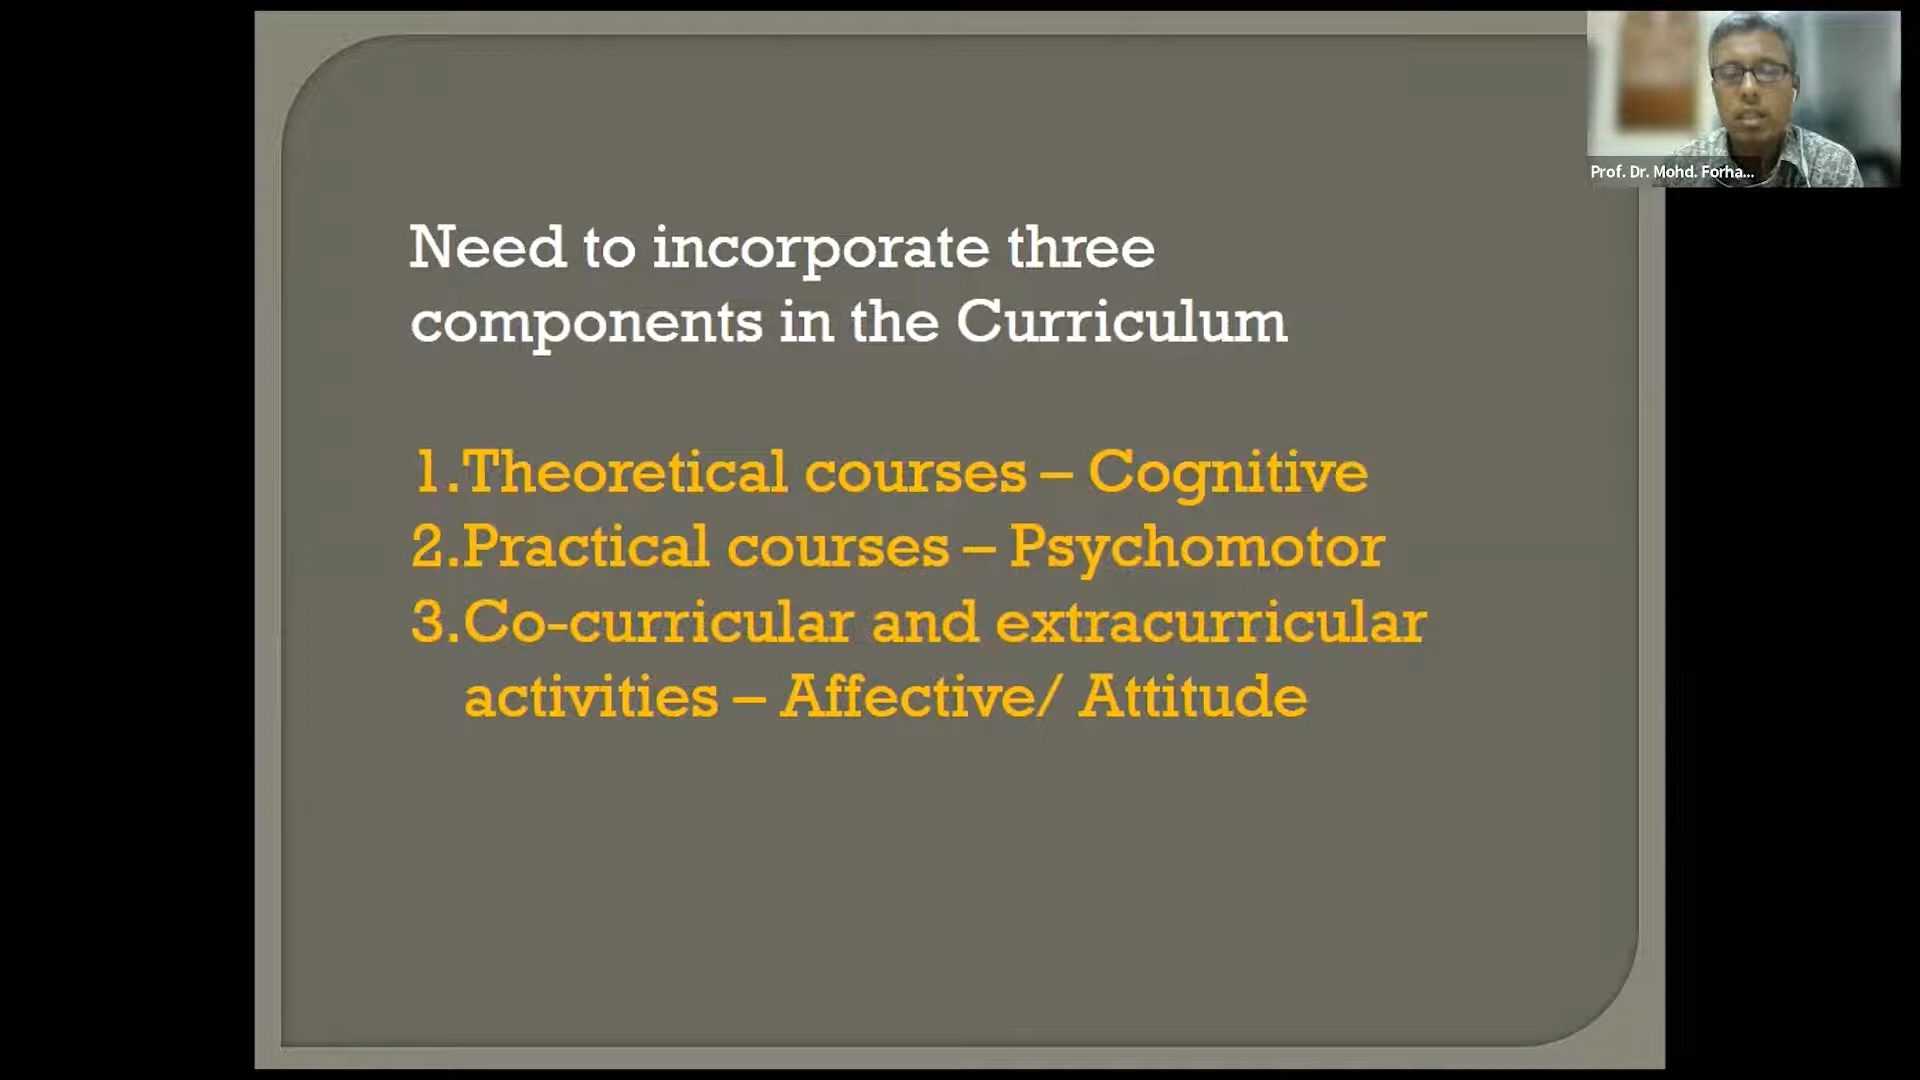 Prof. Dr. Mohd. Forha...
Need to incorporate three
components in the Curriculum
1.Theoretical courses – Cognitive
2.Practical courses – Psychomotor
3.Co-curricular and extracurricular
activities – Affective/ Attitude